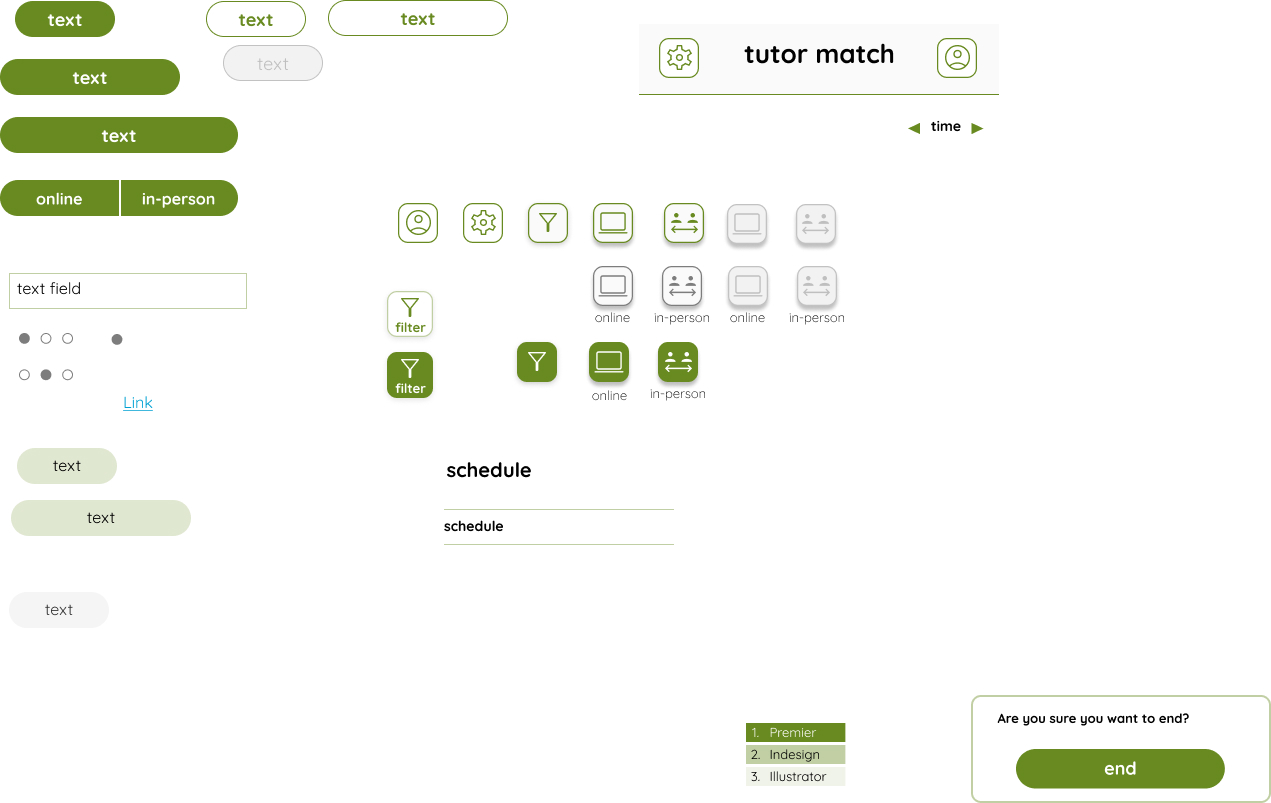 text
text
text
text
text
text
tutor match
time
online
in-person
text field
filter
filter
online
in-person
online
in-person
online
in-person
Link
text
text
text
schedule
schedule
1. Premier
2. Indesign
3. Illustrator
Are you sure you want to end?
end